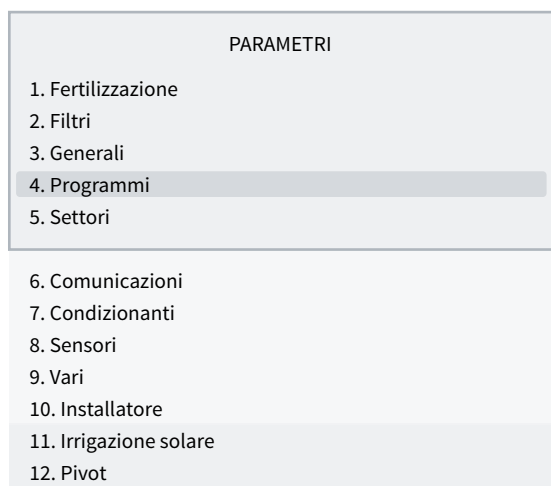 PARAMETRI
1. Fertilizzazione
2. Filtri
3. Generali
4. Programmi
5. Settori
6. Comunicazioni
7. Condizionanti
8. Sensori
9. Vari
10. Installatore
11. Irrigazione solare
12. Pivot